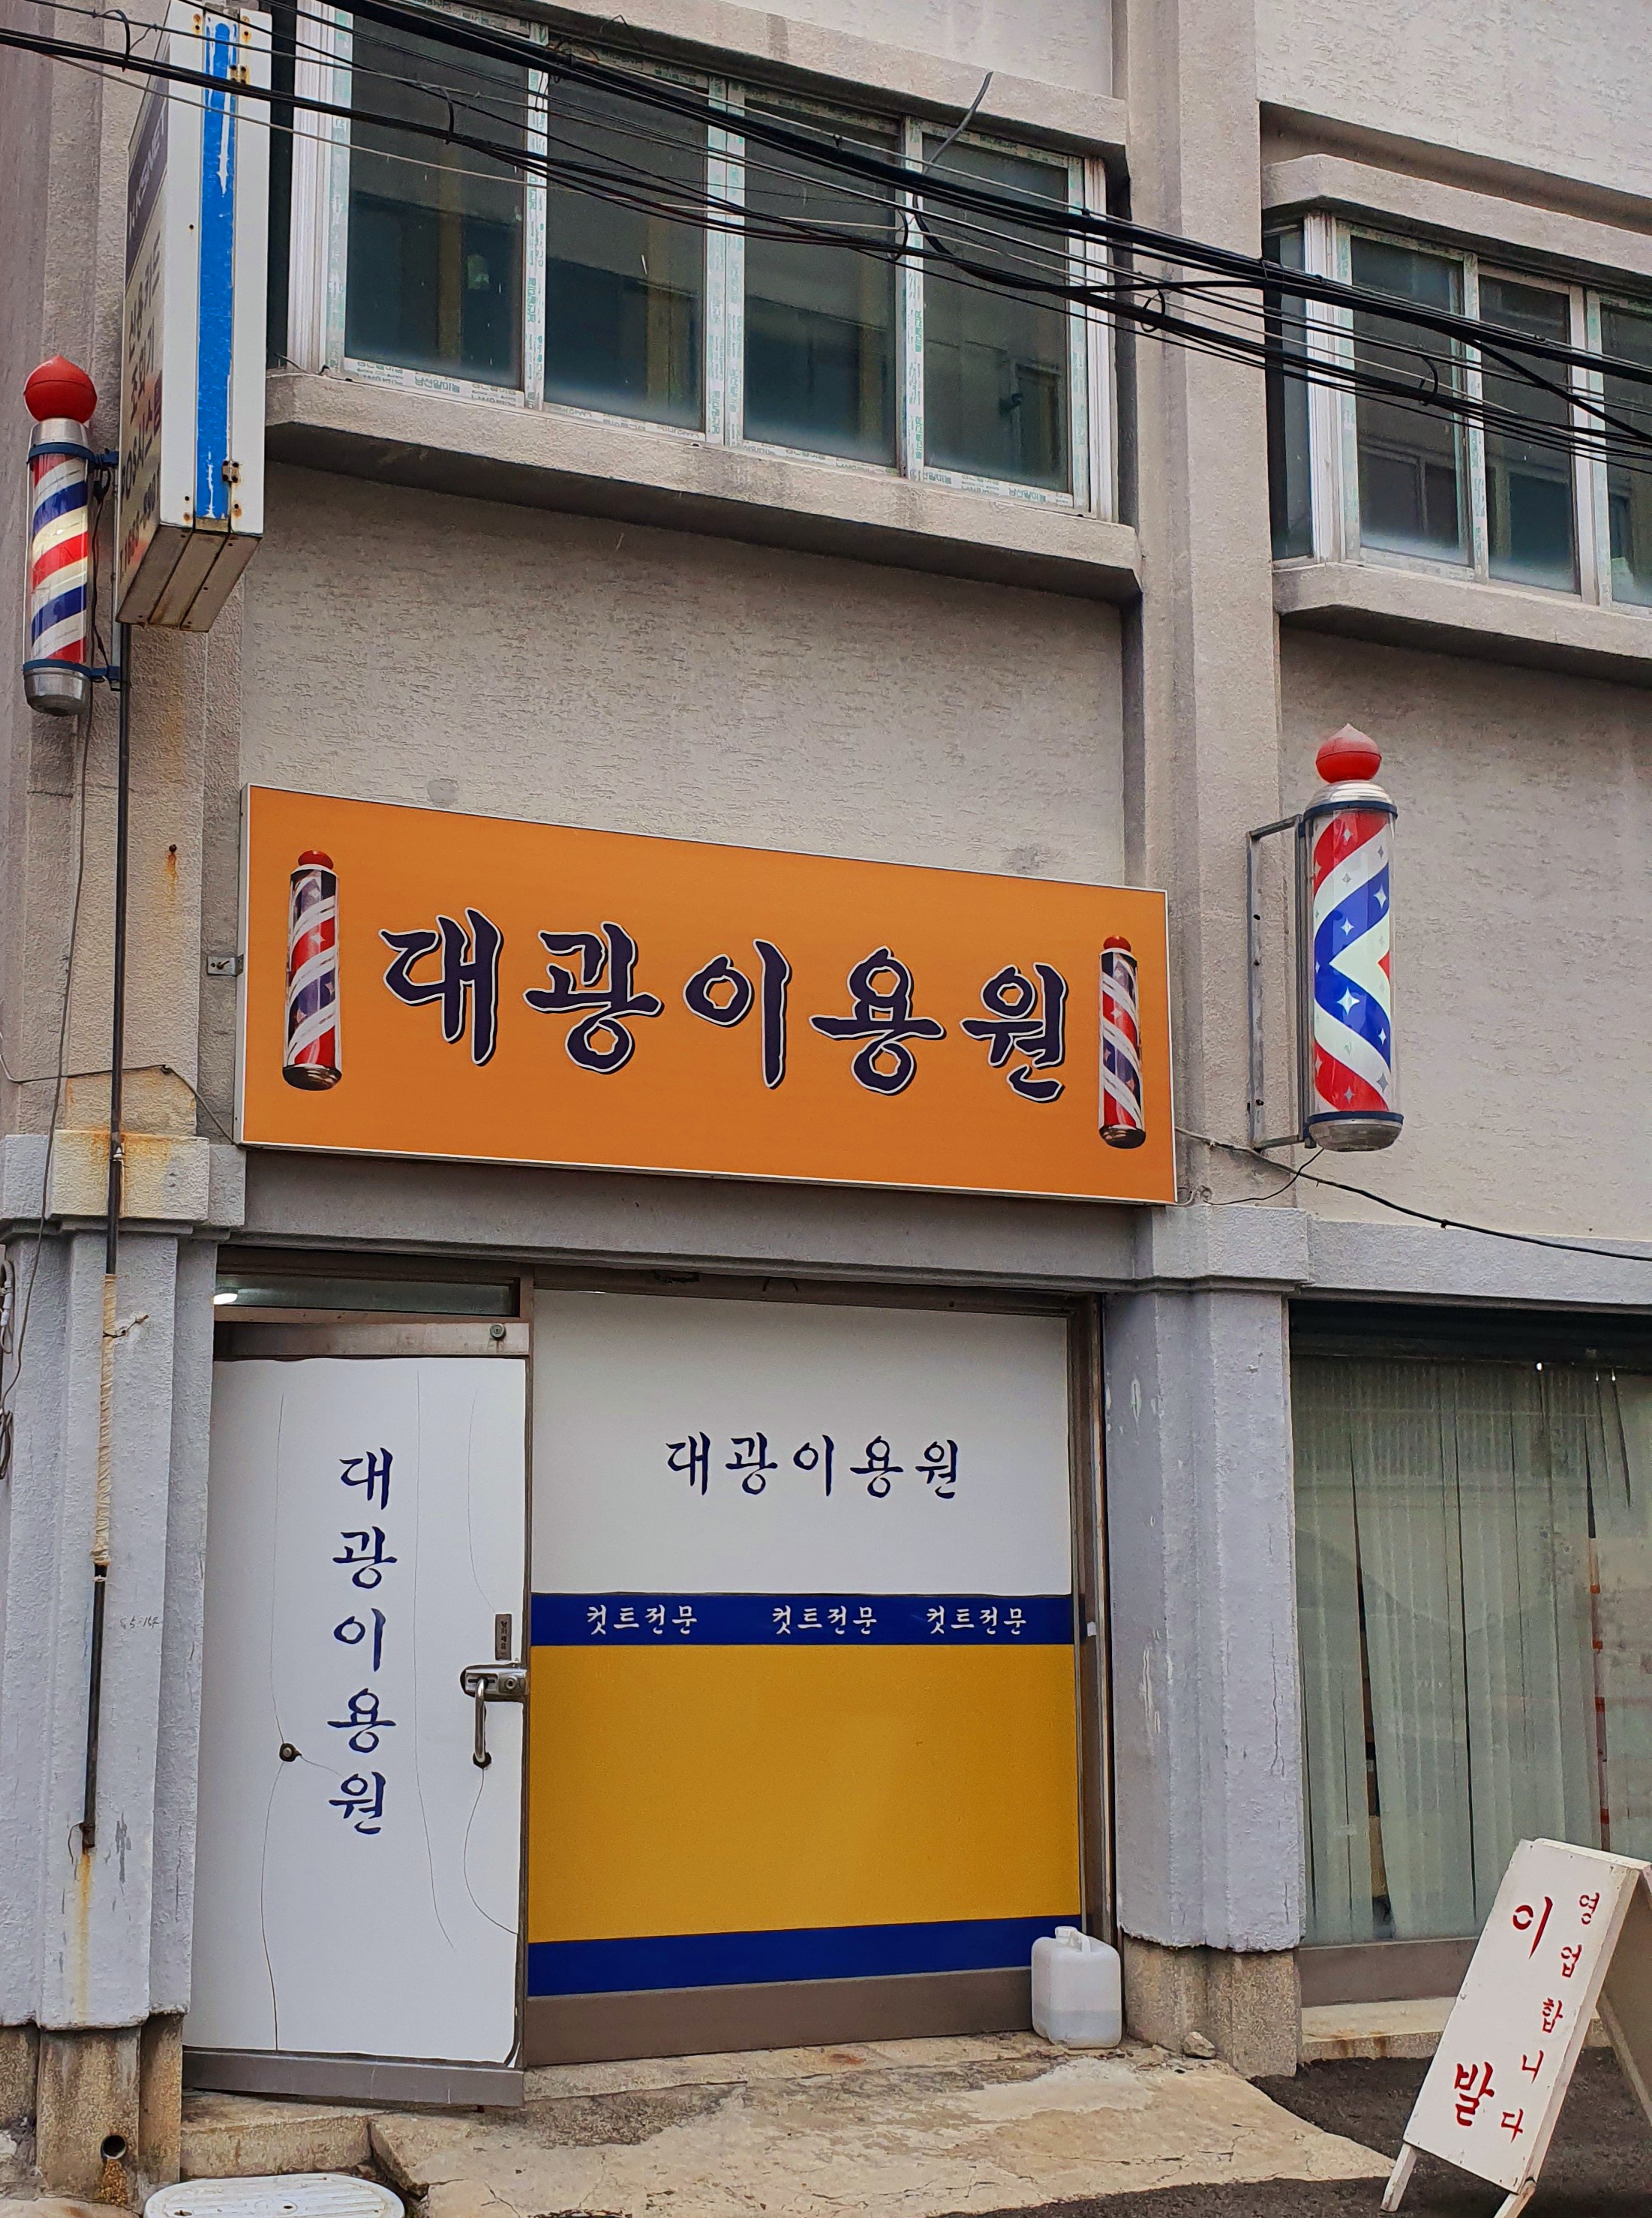 대광이용원
대광이용원
컷트전문 컷트전문 컷트전문
대광이용원
이발
영업합니다